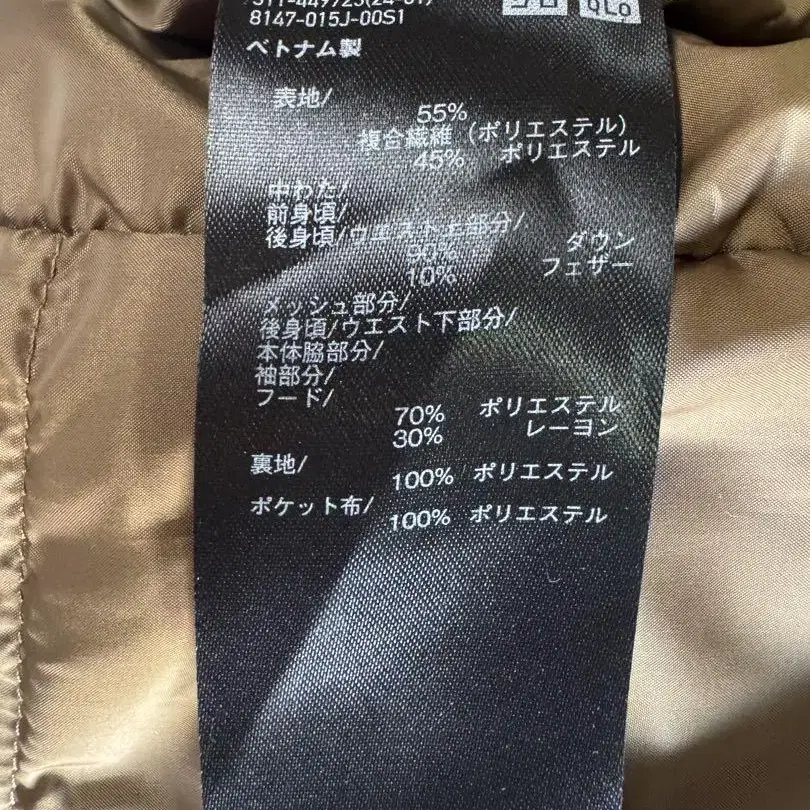 8147-015J-00S1
QLO
ベトナム製
表地/
55%
複合繊維(ポリエステル)
45% ポリエステル
中わた/
前身頃/
後身頃/ウエスト上部分/
90% ダウン
10% フェザー
メッシュ部分/
後身頃/ウエスト下部分/
本体脇部分/
袖部分/
フード/
70% ポリエステル
30% レーヨン
裏地/
100% ポリエステル
ポケット布/
100% ポリエステル